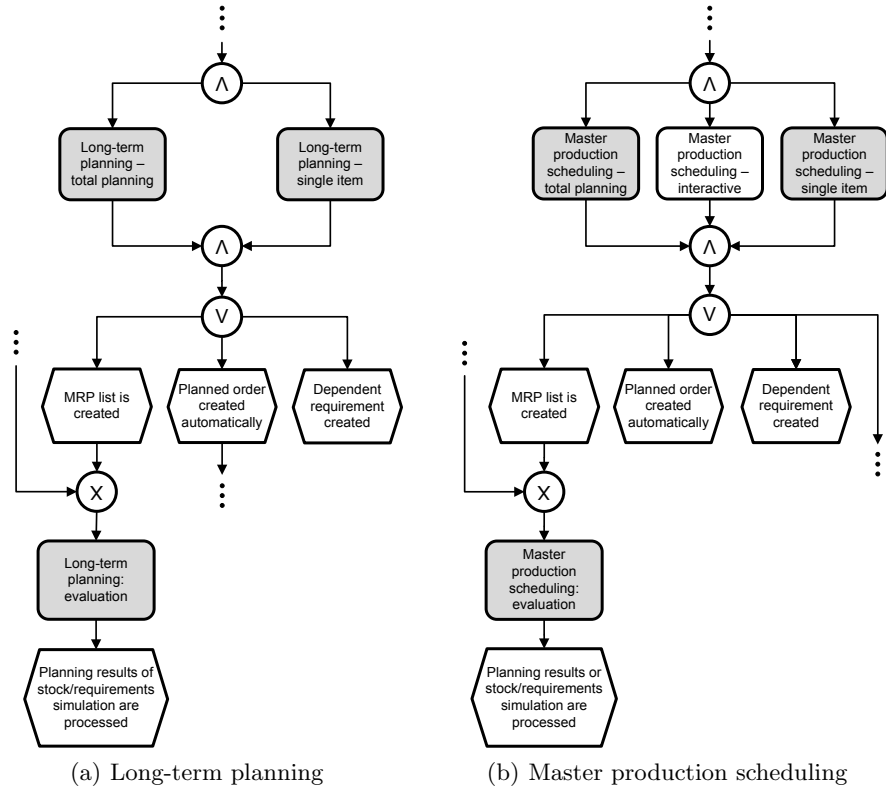 Λ
Long-term
planning –
total planning
Long-term
planning –
single item
Λ
V
MRP list is
created
Planned order
created
automatically
Dependent
requirement
created
X
Long-term
planning:
evaluation
Planning results of
stock/requirements
simulation are
processed
(a) Long-term planning
Λ
Master
production
scheduling –
total planning
Master
production
scheduling –
interactive
Master
production
scheduling –
single item
Λ
V
MRP list is
created
Planned order
created
automatically
Dependent
requirement
created
X
Master
production
scheduling:
evaluation
Planning results or
stock/requirements
simulation are
processed
(b) Master production scheduling